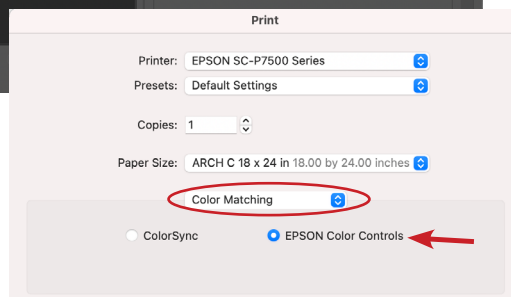 Print
Printer: EPSON SC-P7500 Series
Presets: Default Settings
Copies: 1
Paper Size: ARCH C 18 x 24 in 18.00 by 24.00 inches
Color Matching
ColorSync EPSON Color Controls